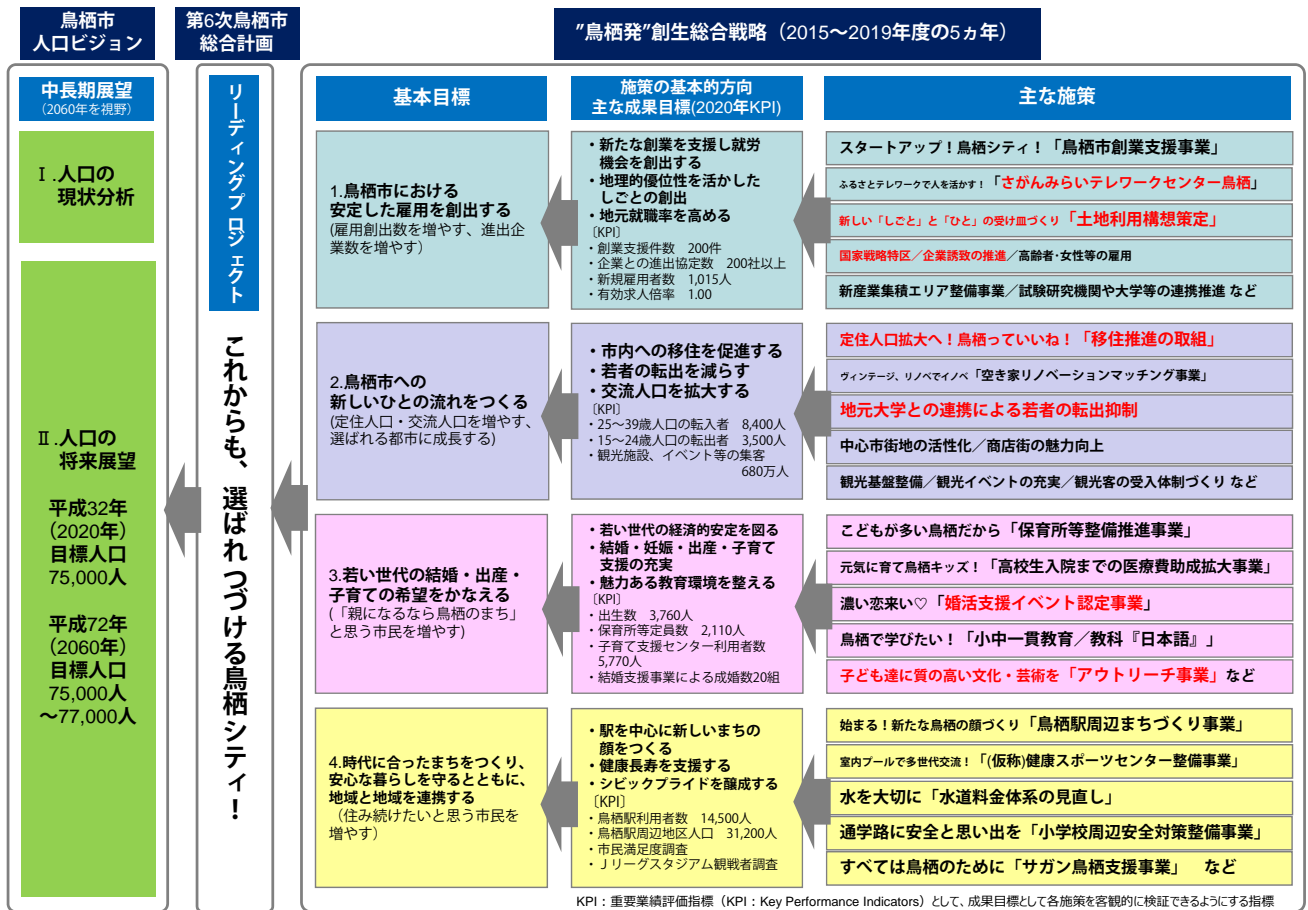 鳥栖市
人口ビジョン
第6次鳥栖市
総合計画
”鳥栖発”創生総合戦略（2015～2019年度の5ヵ年）
中長期展望
（2060年を視野）
Ⅰ.人口の
現状分析
Ⅱ.人口の
将来展望
平成32年
（2020年）
目標人口
75,000人
平成72年
（2060年）
目標人口
75,000人
～77,000人
リーディングプロジェクト
これからも、選ばれつづける鳥栖シティ！
基本目標
施策の基本的方向
主な成果目標(2020年KPI)
主な施策
1.鳥栖市における
安定した雇用を創出する
(雇用創出数を増やす、進出企
業数を増やす）
・新たな創業を支援し就労
機会を創出する
・地理的優位性を活かした
しごとの創出
・地元就職率を高める
〔KPI〕
・創業支援件数 200件
・企業との進出協定数 200社以上
・新規雇用者数 1,015人
・有効求人倍率 1.00
スタートアップ！鳥栖シティ！「鳥栖市創業支援事業」
ふるさとテレワークで人を活かす！「さがんみらいテレワークセンター鳥栖」
新しい「しごと」と「ひと」の受け皿づくり「土地利用構想策定」
国家戦略特区／企業誘致の推進／高齢者･女性等の雇用
新産業集積エリア整備事業／試験研究機関や大学等の連携推進 など
2.鳥栖市への
新しいひとの流れをつくる
(定住人口・交流人口を増やす、
選ばれる都市に成長する)
・市内への移住を促進する
・若者の転出を減らす
・交流人口を拡大する
〔KPI〕
・25～39歳人口の転入者 8,400人
・15～24歳人口の転出者 3,500人
・観光施設、イベント等の集客
680万人
定住人口拡大へ！鳥栖っていいね！「移住推進の取組」
ヴィンテージ、リノベでイノベ「空き家リノベーションマッチング事業」
地元大学との連携による若者の転出抑制
中心市街地の活性化／商店街の魅力向上
観光基盤整備／観光イベントの充実／観光客の受入体制づくり など
3.若い世代の結婚・出産・
子育ての希望をかなえる
(「親になるなら鳥栖のまち」
と思う市民を増やす)
・若い世代の経済的安定を図る
・結婚・妊娠・出産・子育て
支援の充実
・魅力ある教育環境を整える
〔KPI〕
・出生数 3,760人
・保育所等定員数 2,110人
・子育て支援センター利用者数
5,770人
・結婚支援事業による成婚数20組
こどもが多い鳥栖だから「保育所等整備推進事業」
元気に育て鳥栖キッズ！「高校生入院までの医療費助成拡大事業」
濃い恋来い♡「婚活支援イベント認定事業」
鳥栖で学びたい！「小中一貫教育／教科『日本語』」
子ども達に質の高い文化・芸術を「アウトリーチ事業」など
4.時代に合ったまちをつくり、
安心な暮らしを守るとともに、
地域と地域を連携する
（住み続けたいと思う市民を
増やす）
・駅を中心に新しいまちの
顔をつくる
・健康長寿を支援する
・シビックプライドを醸成する
〔KPI〕
・鳥栖駅利用者数 14,500人
・鳥栖駅周辺地区人口 31,200人
・市民満足度調査
・Ｊリーグスタジアム観戦者調査
始まる！新たな鳥栖の顔づくり「鳥栖駅周辺まちづくり事業」
室内プールで多世代交流！「(仮称)健康スポーツセンター整備事業」
水を大切に「水道料金体系の見直し」
通学路に安全と思い出を「小学校周辺安全対策整備事業」
すべては鳥栖のために「サガン鳥栖支援事業」 など
KPI：重要業績評価指標（KPI：Key Performance Indicators）として、成果目標として各施策を客観的に検証できるようにする指標